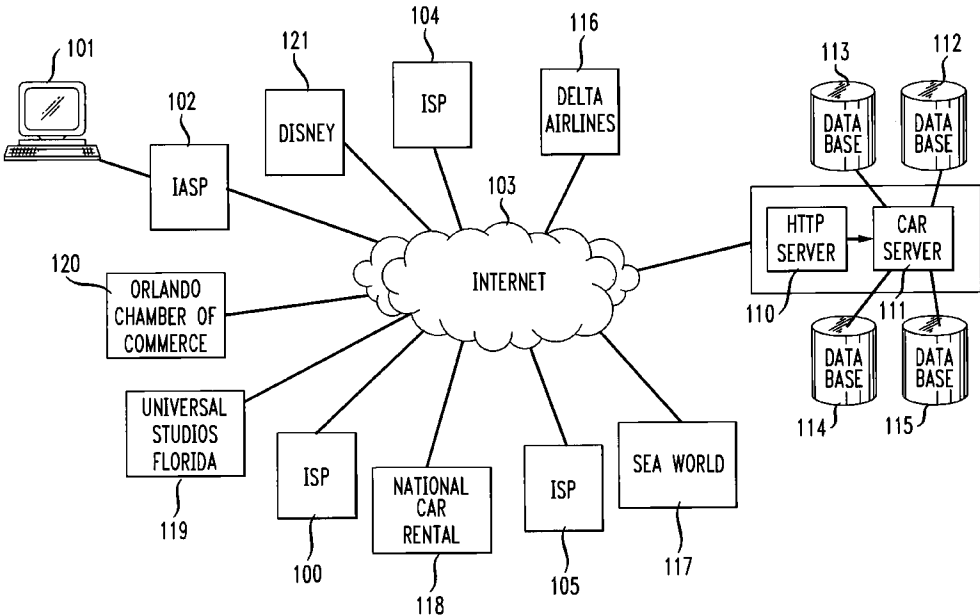 101
102
IASP
121
DISNEY
104
ISP
116
DELTA
AIRLINES
113
DATA
BASE
112
DATA
BASE
103
INTERNET
HTTP
SERVER
110
CAR
SERVER
111
120
ORLANDO
CHAMBER OF
COMMERCE
DATA
BASE
114
DATA
BASE
115
UNIVERSAL
STUDIOS
FLORIDA
119
ISP
100
NATIONAL
CAR
RENTAL
118
ISP
105
SEA WORLD
117